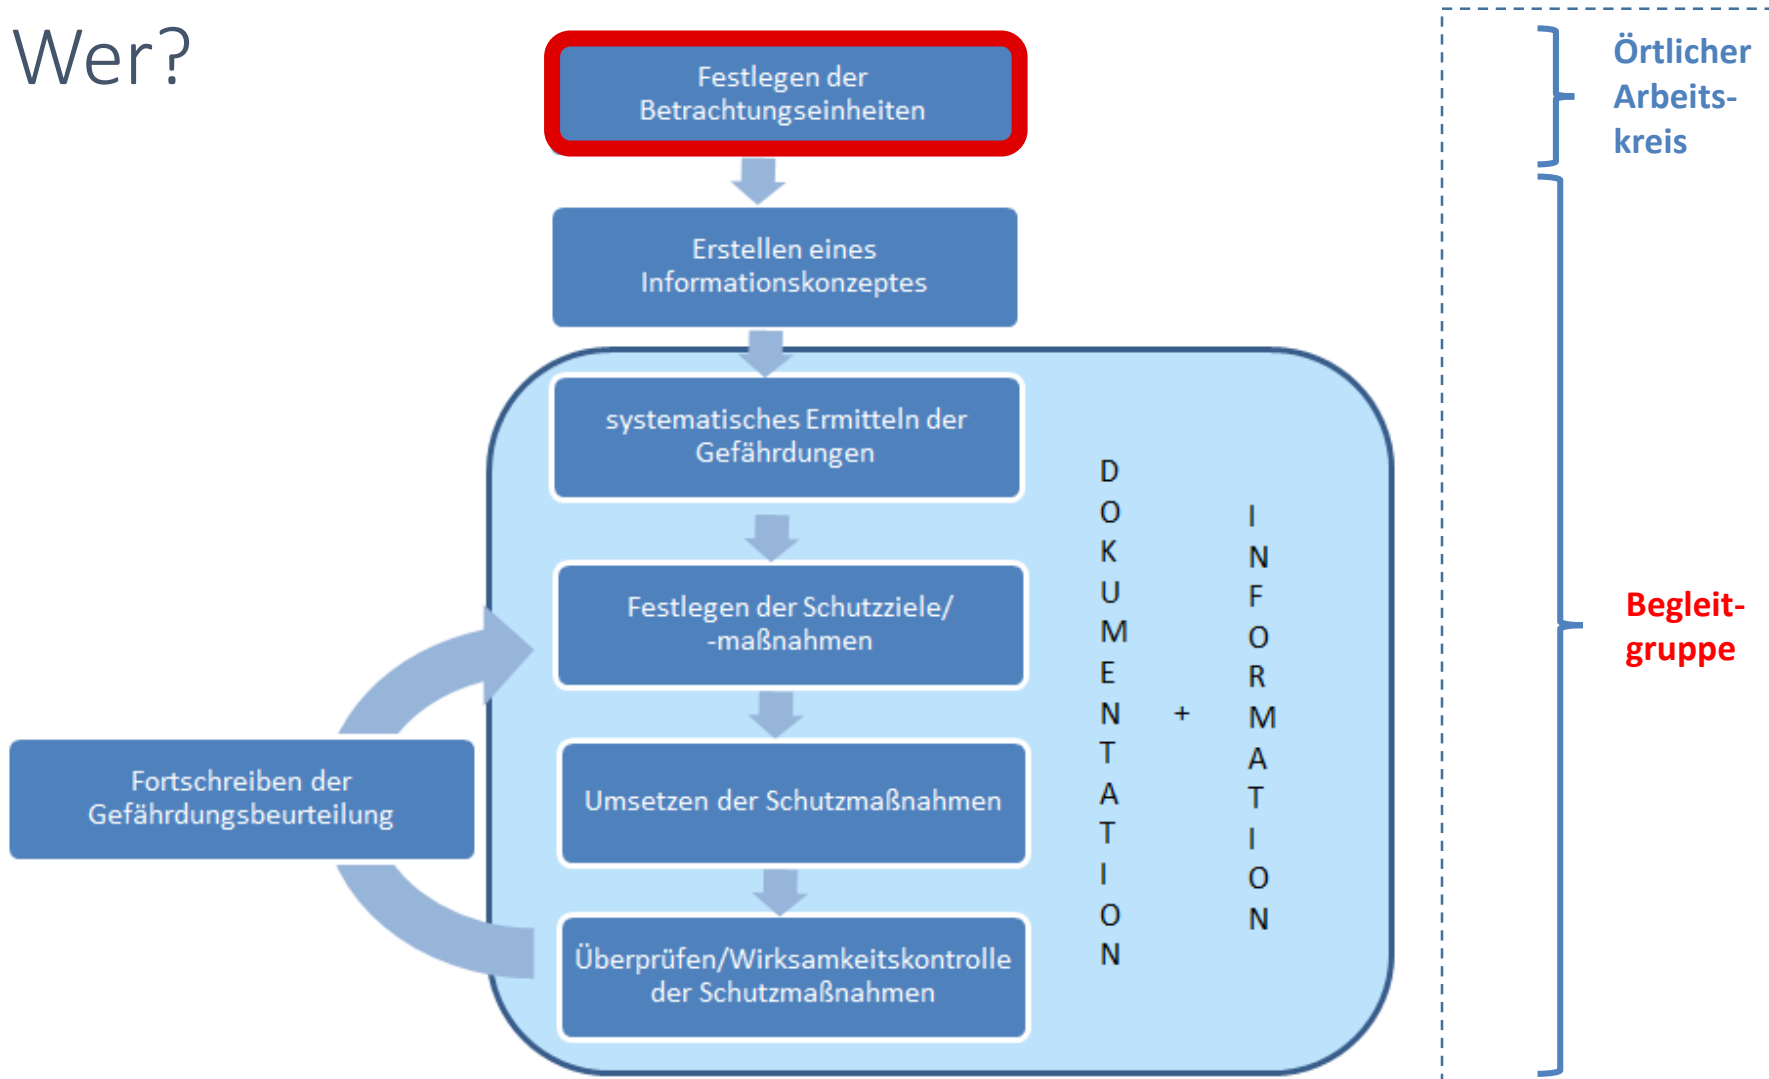 Wer?
Festlegen der
Betrachtungseinheiten
Örtlicher
Arbeits-
kreis
Erstellen eines
Informationskonzeptes
systematisches Ermitteln der
Gefährdungen
Festlegen der Schutzziele/
-maßnahmen
Umsetzen der Schutzmaßnahmen
Überprüfen/Wirksamkeitskontrolle
der Schutzmaßnahmen
Fortschreiben der
Gefährdungsbeurteilung
DOKUMENTATION
+
INFORMATION
Begleit-
gruppe